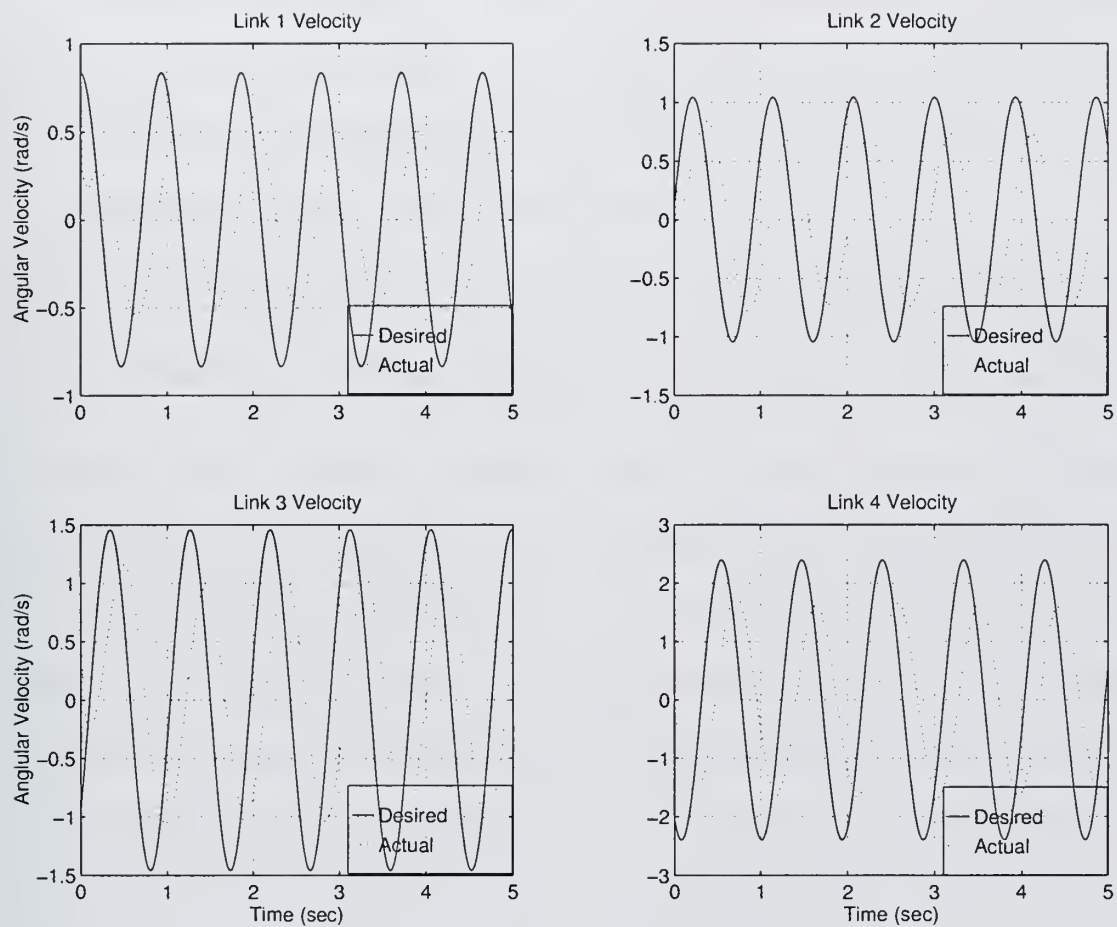 Link 1 Velocity
Angular Velocity (rad/s)
1
0.5
0
−0.5
−1
0 1 2 3 4 5
Desired
Actual
Link 2 Velocity
1.5
1
0.5
0
−0.5
−1
−1.5
0 1 2 3 4 5
Desired
Actual
Link 3 Velocity
Anglular Velocity (rad/s)
1.5
1
0.5
0
−0.5
−1
−1.5
0 1 2 3 4 5
Time (sec)
Desired
Actual
Link 4 Velocity
3
2
1
0
−1
−2
−3
0 1 2 3 4 5
Time (sec)
Desired
Actual